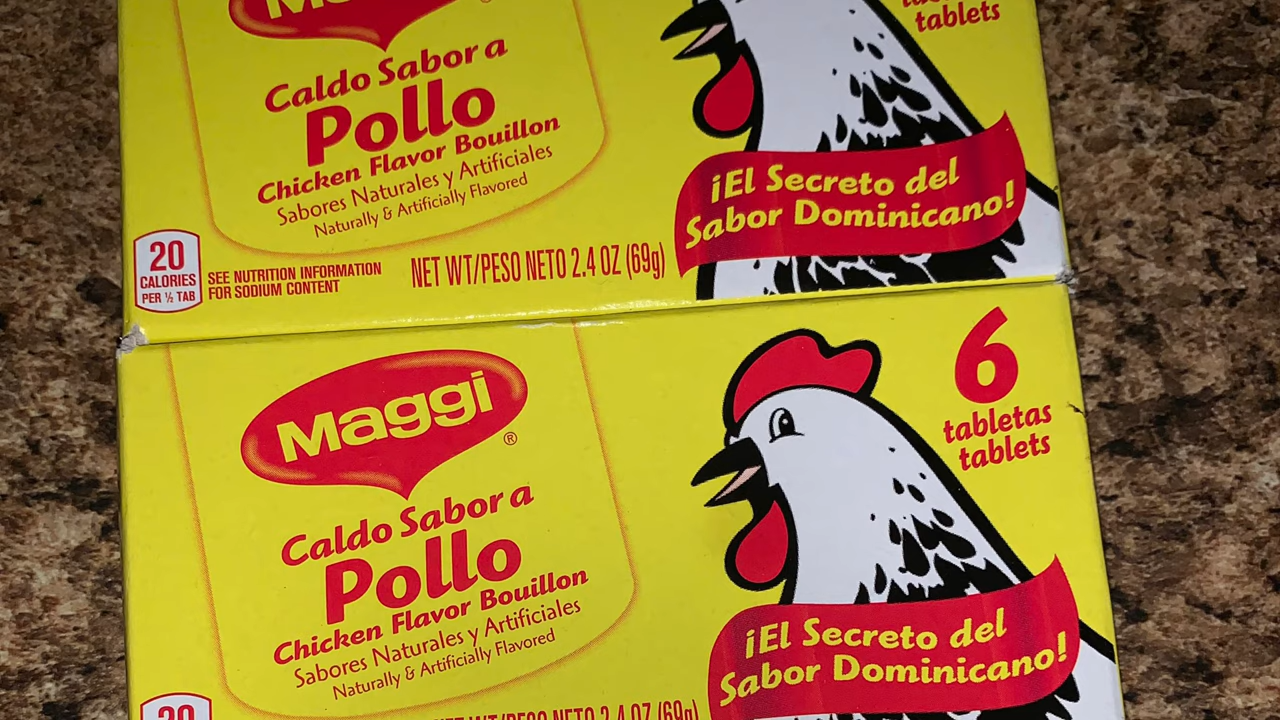 tablets
Caldo Sabor a
Pollo
Chicken Flavor Bouillon
Sabores Naturales y Artificiales
Naturally & Artificially Flavored
¡El Secreto del
Sabor Dominicano!
20
CALORIES
PER ½ TAB
SEE NUTRITION INFORMATION
FOR SODIUM CONTENT
NET WT/PESO NETO 2.4 OZ (69g)
Maggi
®
6
tabletas
tablets
Caldo Sabor a
Pollo
Chicken Flavor Bouillon
Sabores Naturales y Artificiales
Naturally & Artificially Flavored
¡El Secreto del
Sabor Dominicano!
20
NET WT/PESO NETO 2.4 OZ (69g)